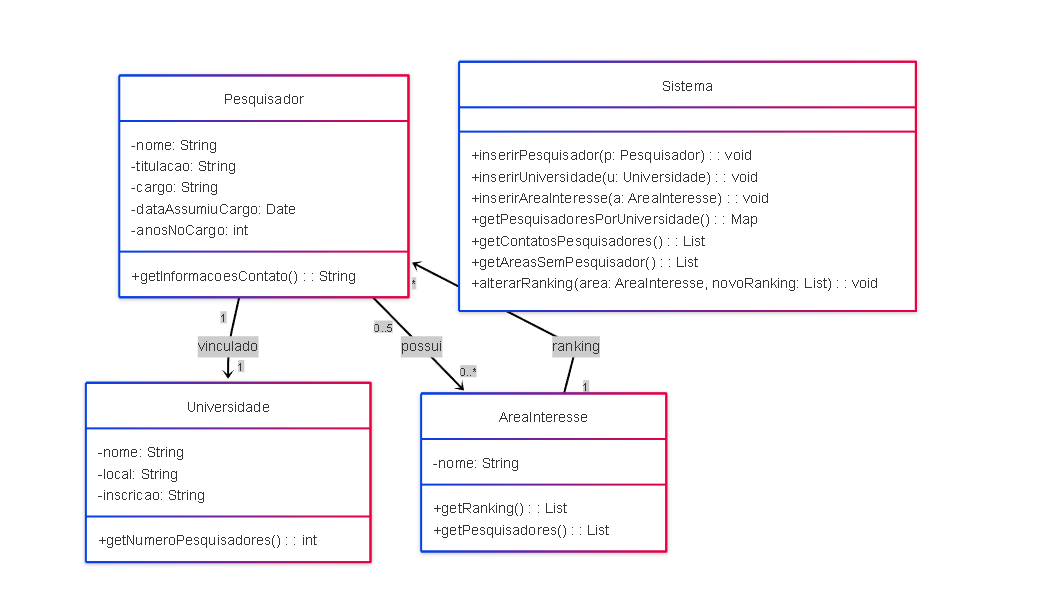 Pesquisador
-nome: String
-titulacao: String
-cargo: String
-dataAssumiuCargo: Date
-anosNoCargo: int
+getInformacoesContato() : : String
Sistema
+inserirPesquisador(p: Pesquisador) : : void
+inserirUniversidade(u: Universidade) : : void
+inserirAreaInteresse(a: AreaInteresse) : : void
+getPesquisadoresPorUniversidade() : : Map
+getContatosPesquisadores() : : List
+getAreasSemPesquisador() : : List
+alterarRanking(area: AreaInteresse, novoRanking: List) : : void
*
1
vinculado
1
0..5
possui
0..*
ranking
1
Universidade
-nome: String
-local: String
-inscricao: String
+getNumeroPesquisadores() : : int
AreaInteresse
-nome: String
+getRanking() : : List
+getPesquisadores() : : List